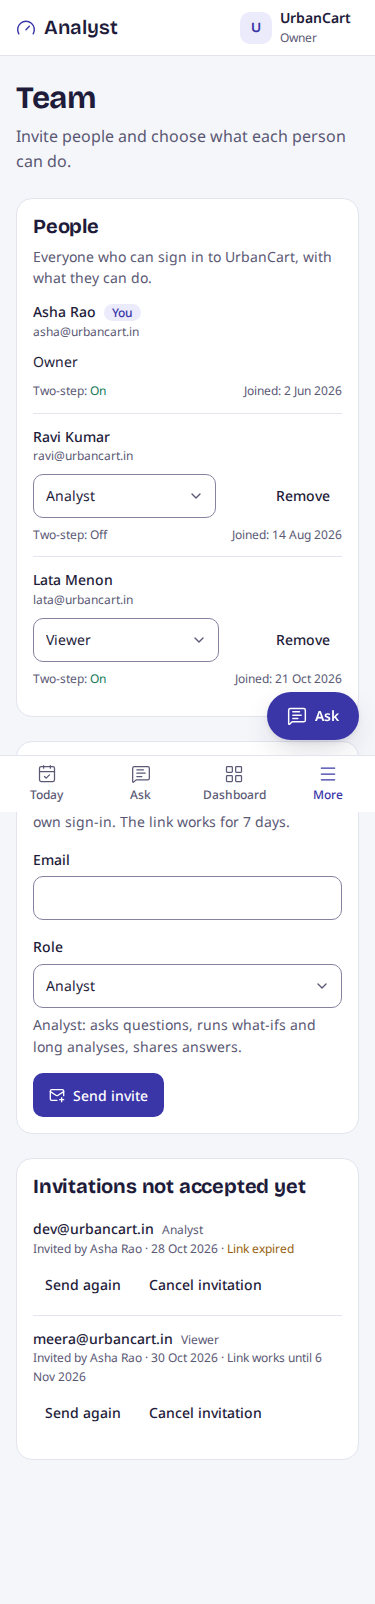 Analyst
U
UrbanCart
Owner
Team
Invite people and choose what each person
can do.
People
Everyone who can sign in to UrbanCart, with
what they can do.
Asha Rao You
asha@urbancart.in
Owner
Two-step: On Joined: 2 Jun 2026
Ravi Kumar
ravi@urbancart.in
Analyst Remove
Two-step: Off Joined: 14 Aug 2026
Lata Menon
lata@urbancart.in
Viewer Remove
Two-step: On Joined: 21 Oct 2026
Ask
Today Ask Dashboard More
own sign-in. The link works for 7 days.
Email
Role
Analyst
Analyst: asks questions, runs what-ifs and
long analyses, shares answers.
Send invite
Invitations not accepted yet
dev@urbancart.in Analyst
Invited by Asha Rao · 28 Oct 2026 · Link expired
Send again Cancel invitation
meera@urbancart.in Viewer
Invited by Asha Rao · 30 Oct 2026 · Link works until 6
Nov 2026
Send again Cancel invitation